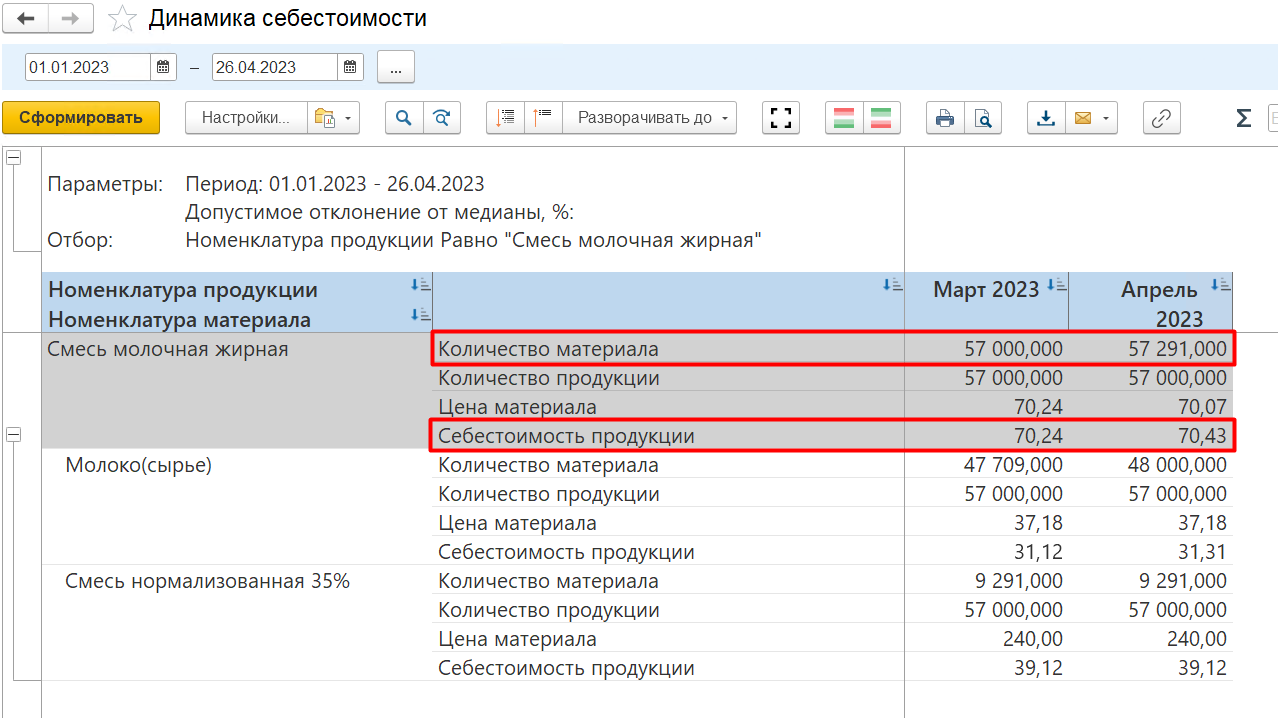 Динамика себестоимости
01.01.2023 – 26.04.2023 ...
Сформировать Настройки... Разворачивать до Σ
Параметры: Период: 01.01.2023 - 26.04.2023
Допустимое отклонение от медианы, %:
Отбор: Номенклатура продукции Равно "Смесь молочная жирная"
Номенклатура продукции Март 2023 Апрель
Номенклатура материала 2023
Смесь молочная жирная Количество материала 57 000,000 57 291,000
Количество продукции 57 000,000 57 000,000
Цена материала 70,24 70,07
Себестоимость продукции 70,24 70,43
Молоко(сырье) Количество материала 47 709,000 48 000,000
Количество продукции 57 000,000 57 000,000
Цена материала 37,18 37,18
Себестоимость продукции 31,12 31,31
Смесь нормализованная 35% Количество материала 9 291,000 9 291,000
Количество продукции 57 000,000 57 000,000
Цена материала 240,00 240,00
Себестоимость продукции 39,12 39,12